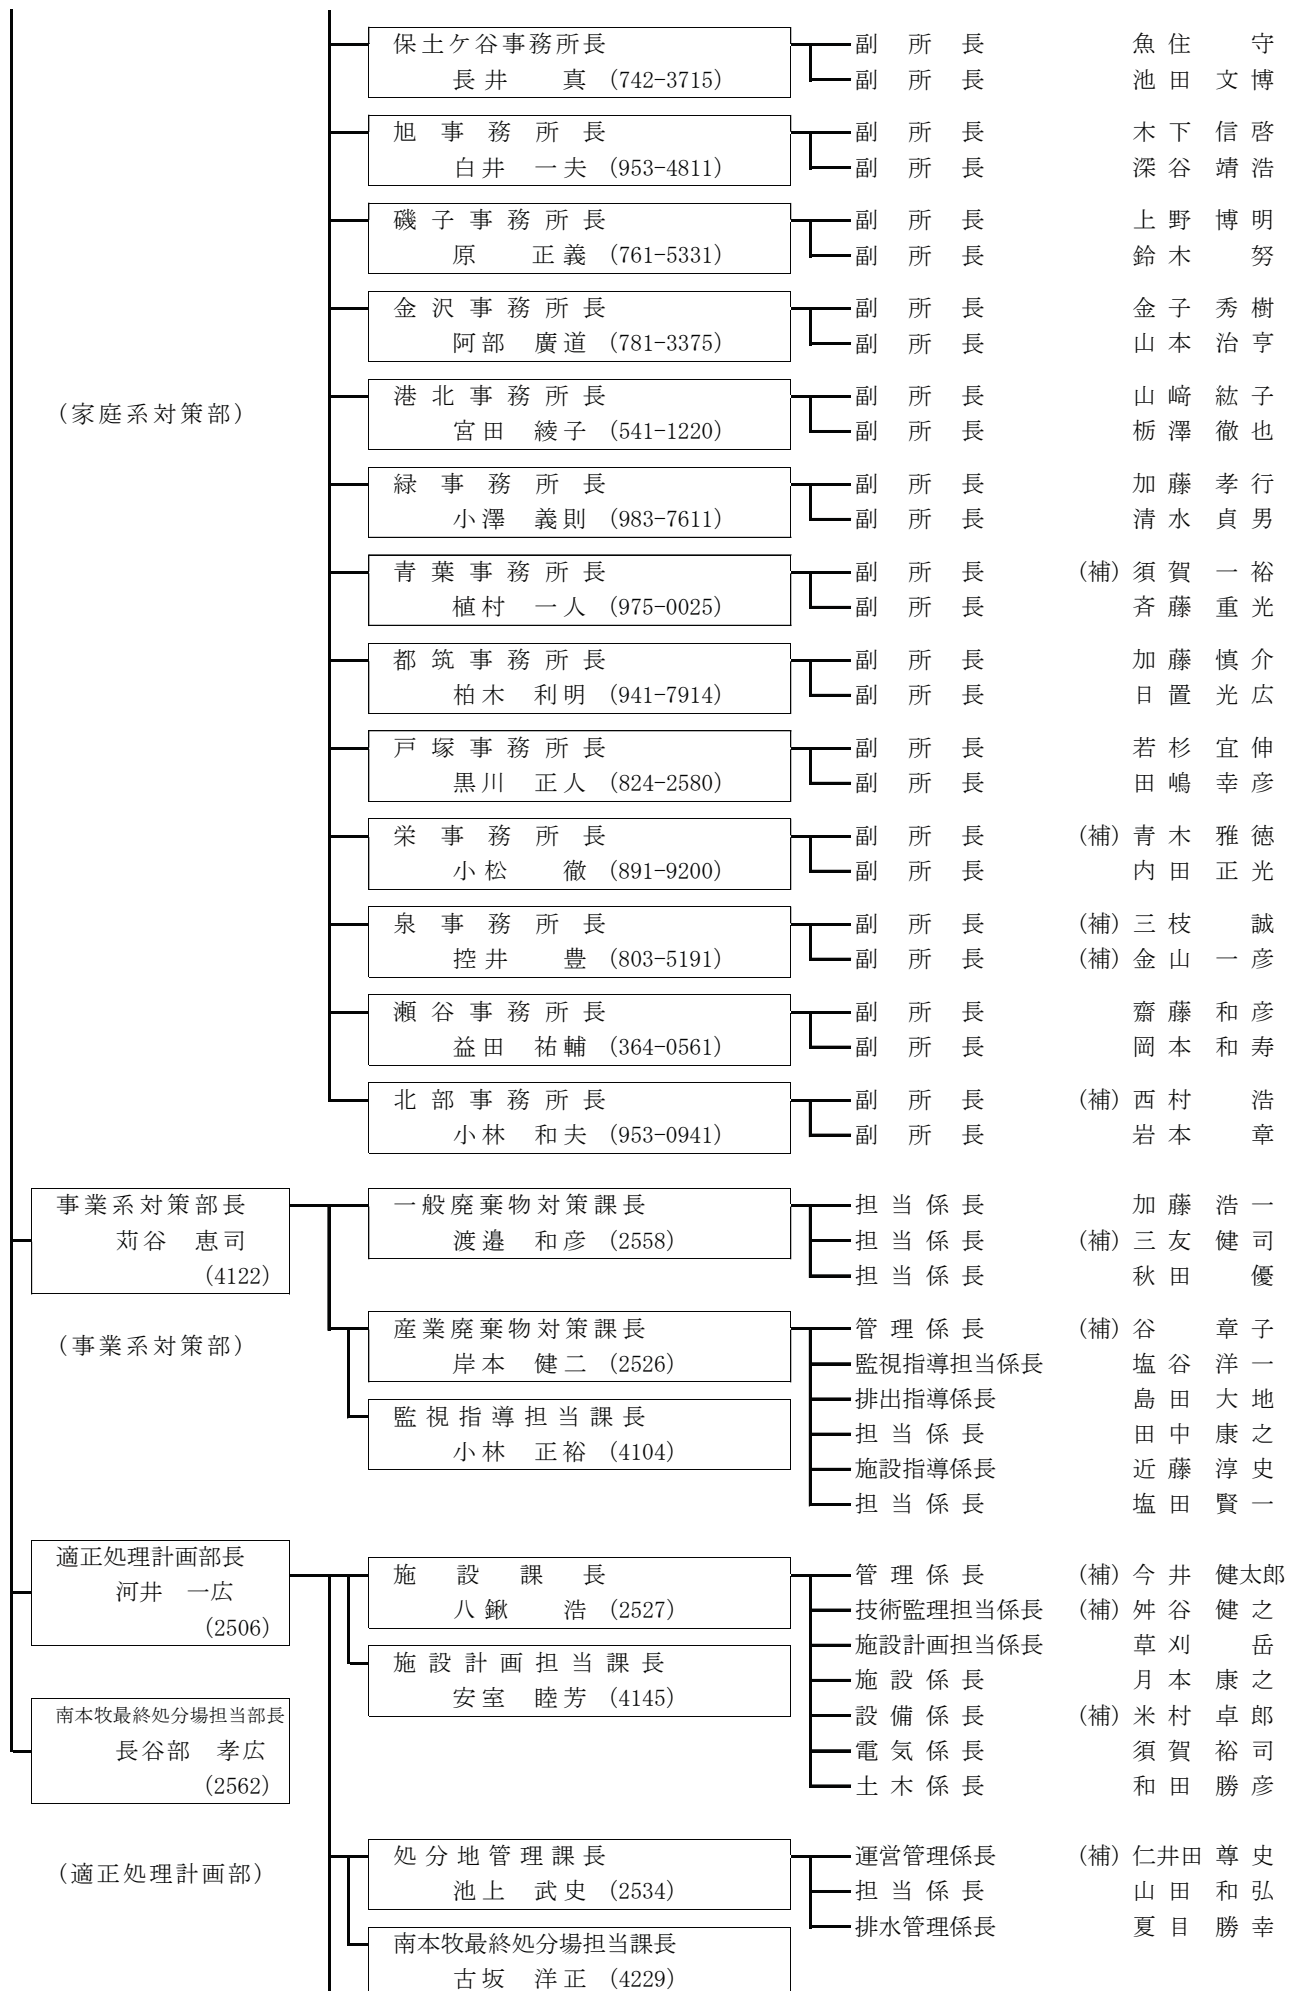 保土ケ谷事務所長 副所長 魚住 守
長井 真 (742-3715) 副所長 池田 文博
旭事務所長 副所長 木下 信啓
白井 一夫 (953-4811) 副所長 深谷 靖浩
磯子事務所長 副所長 上野 博明
原 正義 (761-5331) 副所長 鈴木 努
金沢事務所長 副所長 金子 秀樹
阿部 廣道 (781-3375) 副所長 山本 治亨
港北事務所長 副所長 山﨑 紘子
(家庭系対策部)
宮田 綾子 (541-1220) 副所長 栃澤 徹也
緑事務所長 副所長 加藤 孝行
小澤 義則 (983-7611) 副所長 清水 貞男
青葉事務所長 副所長 (補) 須賀 一裕
植村 一人 (975-0025) 副所長 斉藤 重光
都筑事務所長 副所長 加藤 慎介
柏木 利明 (941-7914) 副所長 日置 光広
戸塚事務所長 副所長 若杉 宜伸
黒川 正人 (824-2580) 副所長 田嶋 幸彦
栄事務所長 副所長 (補) 青木 雅徳
小松 徹 (891-9200) 副所長 内田 正光
泉事務所長 副所長 (補) 三枝 誠
控井 豊 (803-5191) 副所長 (補) 金山 一彦
瀬谷事務所長 副所長 齋藤 和彦
益田 祐輔 (364-0561) 副所長 岡本 和寿
北部事務所長 副所長 (補) 西村 浩
小林 和夫 (953-0941) 副所長 岩本 章
事業系対策部長 一般廃棄物対策課長 担当係長 加藤 浩一
苅谷 恵司 渡邉 和彦 (2558) 担当係長 (補) 三友 健司
(4122) 担当係長 秋田 優
産業廃棄物対策課長 管理係長 (補) 谷 章子
(事業系対策部)
岸本 健二 (2526) 監視指導担当係長 塩谷 洋一
排出指導係長 島田 大地
監視指導担当課長
担当係長 田中 康之
小林 正裕 (4104)
施設指導係長 近藤 淳史
担当係長 塩田 賢一
適正処理計画部長
施設課長 管理係長 (補) 今井 健太郎
河井 一広
八鍬 浩 (2527) 技術監理担当係長 (補) 舛谷 健之
(2506)
施設計画担当係長 草刈 岳
施設計画担当課長
施設係長 月本 康之
安室 睦芳 (4145)
南本牧最終処分場担当部長 設備係長 (補) 米村 卓郎
長谷部 孝広 電気係長 須賀 裕司
(2562) 土木係長 和田 勝彦
処分地管理課長 運営管理係長 (補) 仁井田 尊史
(適正処理計画部)
池上 武史 (2534) 担当係長 山田 和弘
排水管理係長 夏目 勝幸
南本牧最終処分場担当課長
古坂 洋正 (4229)